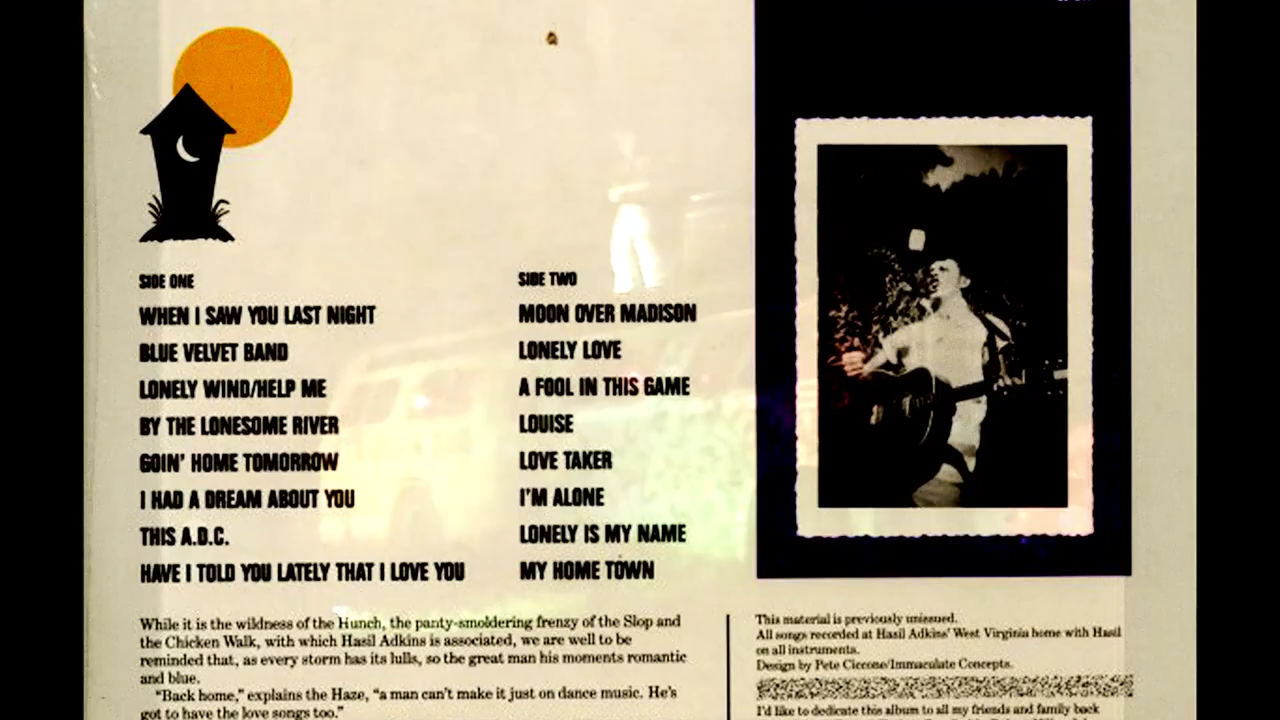 SIDE ONE
WHEN I SAW YOU LAST NIGHT
BLUE VELVET BAND
LONELY WIND/HELP ME
BY THE LONESOME RIVER
GOIN' HOME TOMORROW
I HAD A DREAM ABOUT YOU
THIS A.D.C.
HAVE I TOLD YOU LATELY THAT I LOVE YOU
SIDE TWO
MOON OVER MADISON
LONELY LOVE
A FOOL IN THIS GAME
LOUISE
LOVE TAKER
I'M ALONE
LONELY IS MY NAME
MY HOME TOWN
While it is the wildness of the Hunch, the panty-smoldering frenzy of the Slop and
the Chicken Walk, with which Hasil Adkins is associated, we are well to be
reminded that, as every storm has its lulls, so the great man his moments romantic
and blue.
"Back home," explains the Haze, "a man can't make it just on dance music. He's
got to have the love songs too."
This material is previously unissued.
All songs recorded at Hasil Adkins' West Virginia home with Hasil
on all instruments.
Design by Pete Ciccone/Immaculate Concepts.
I'd like to dedicate this album to all my friends and family back